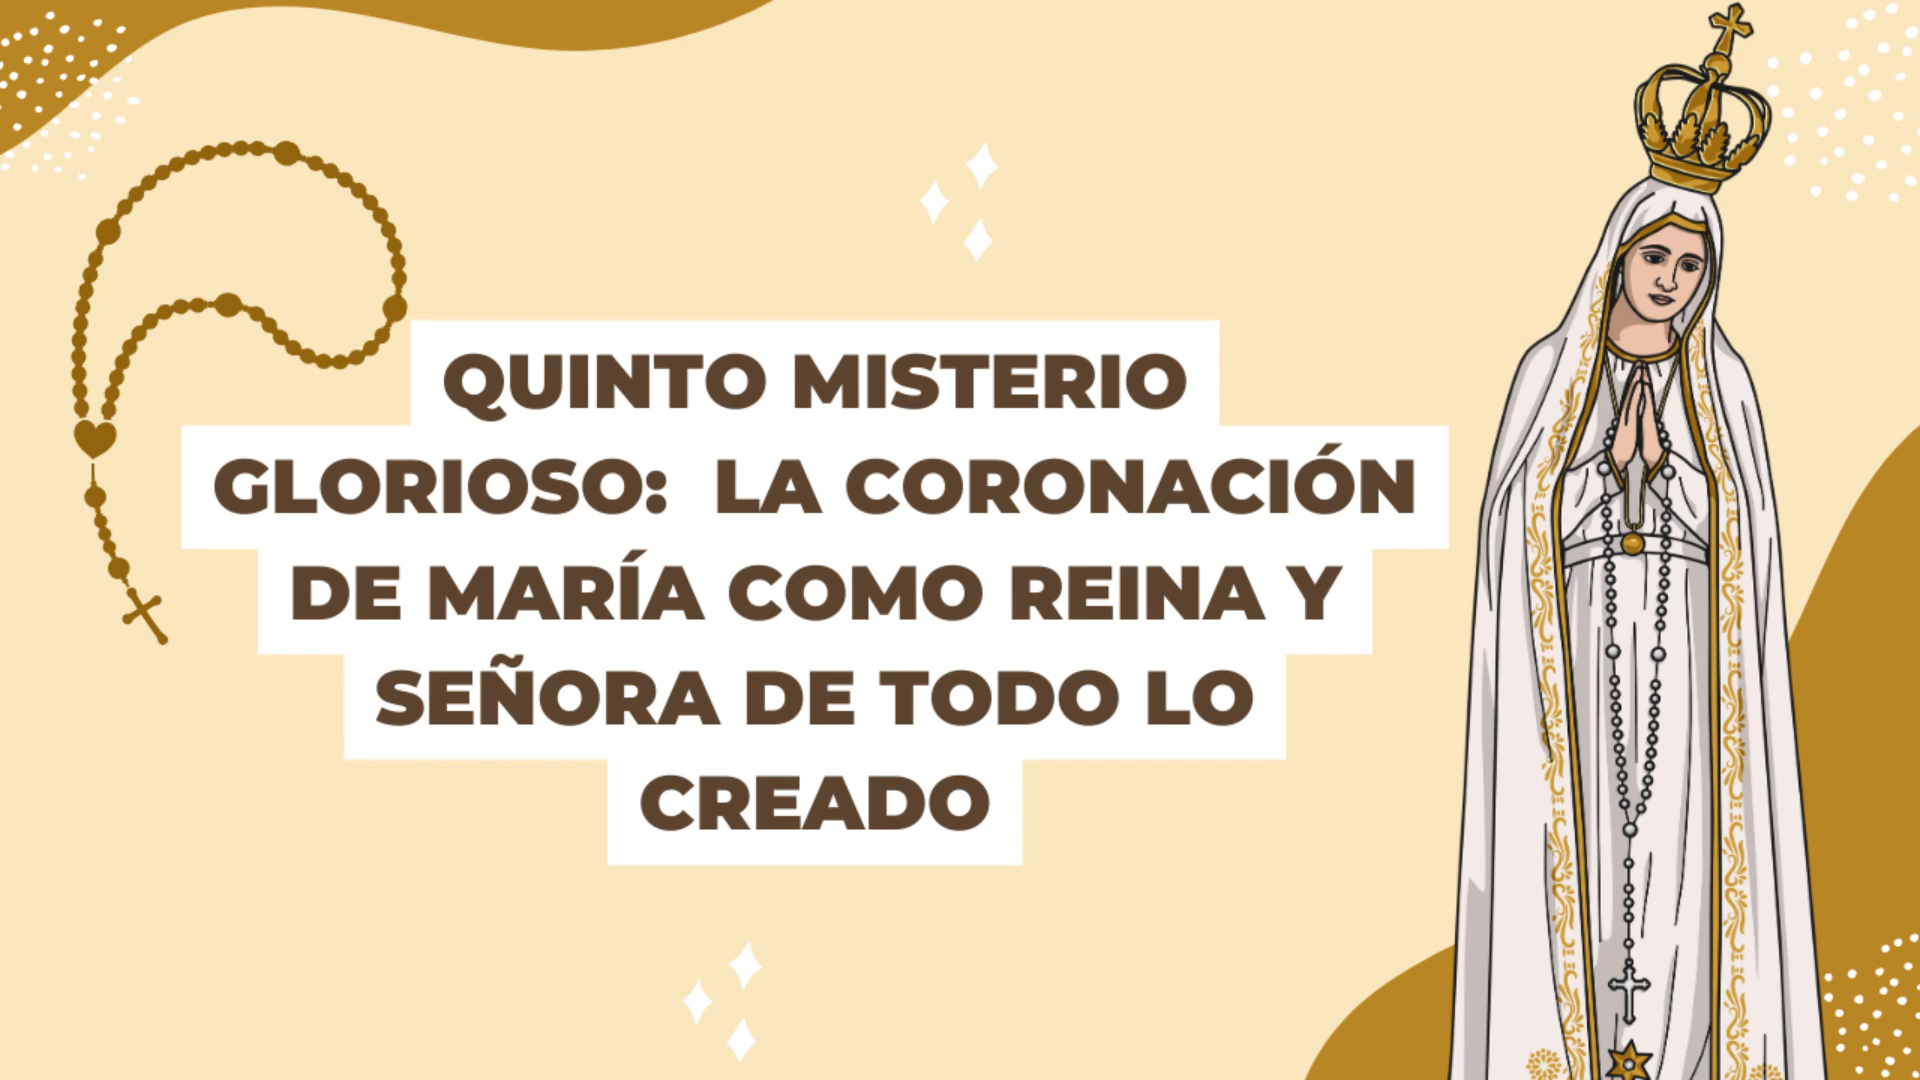 QUINTO MISTERIO
GLORIOSO:  LA CORONACIÓN
DE MARÍA COMO REINA Y
SEÑORA DE TODO LO
CREADO